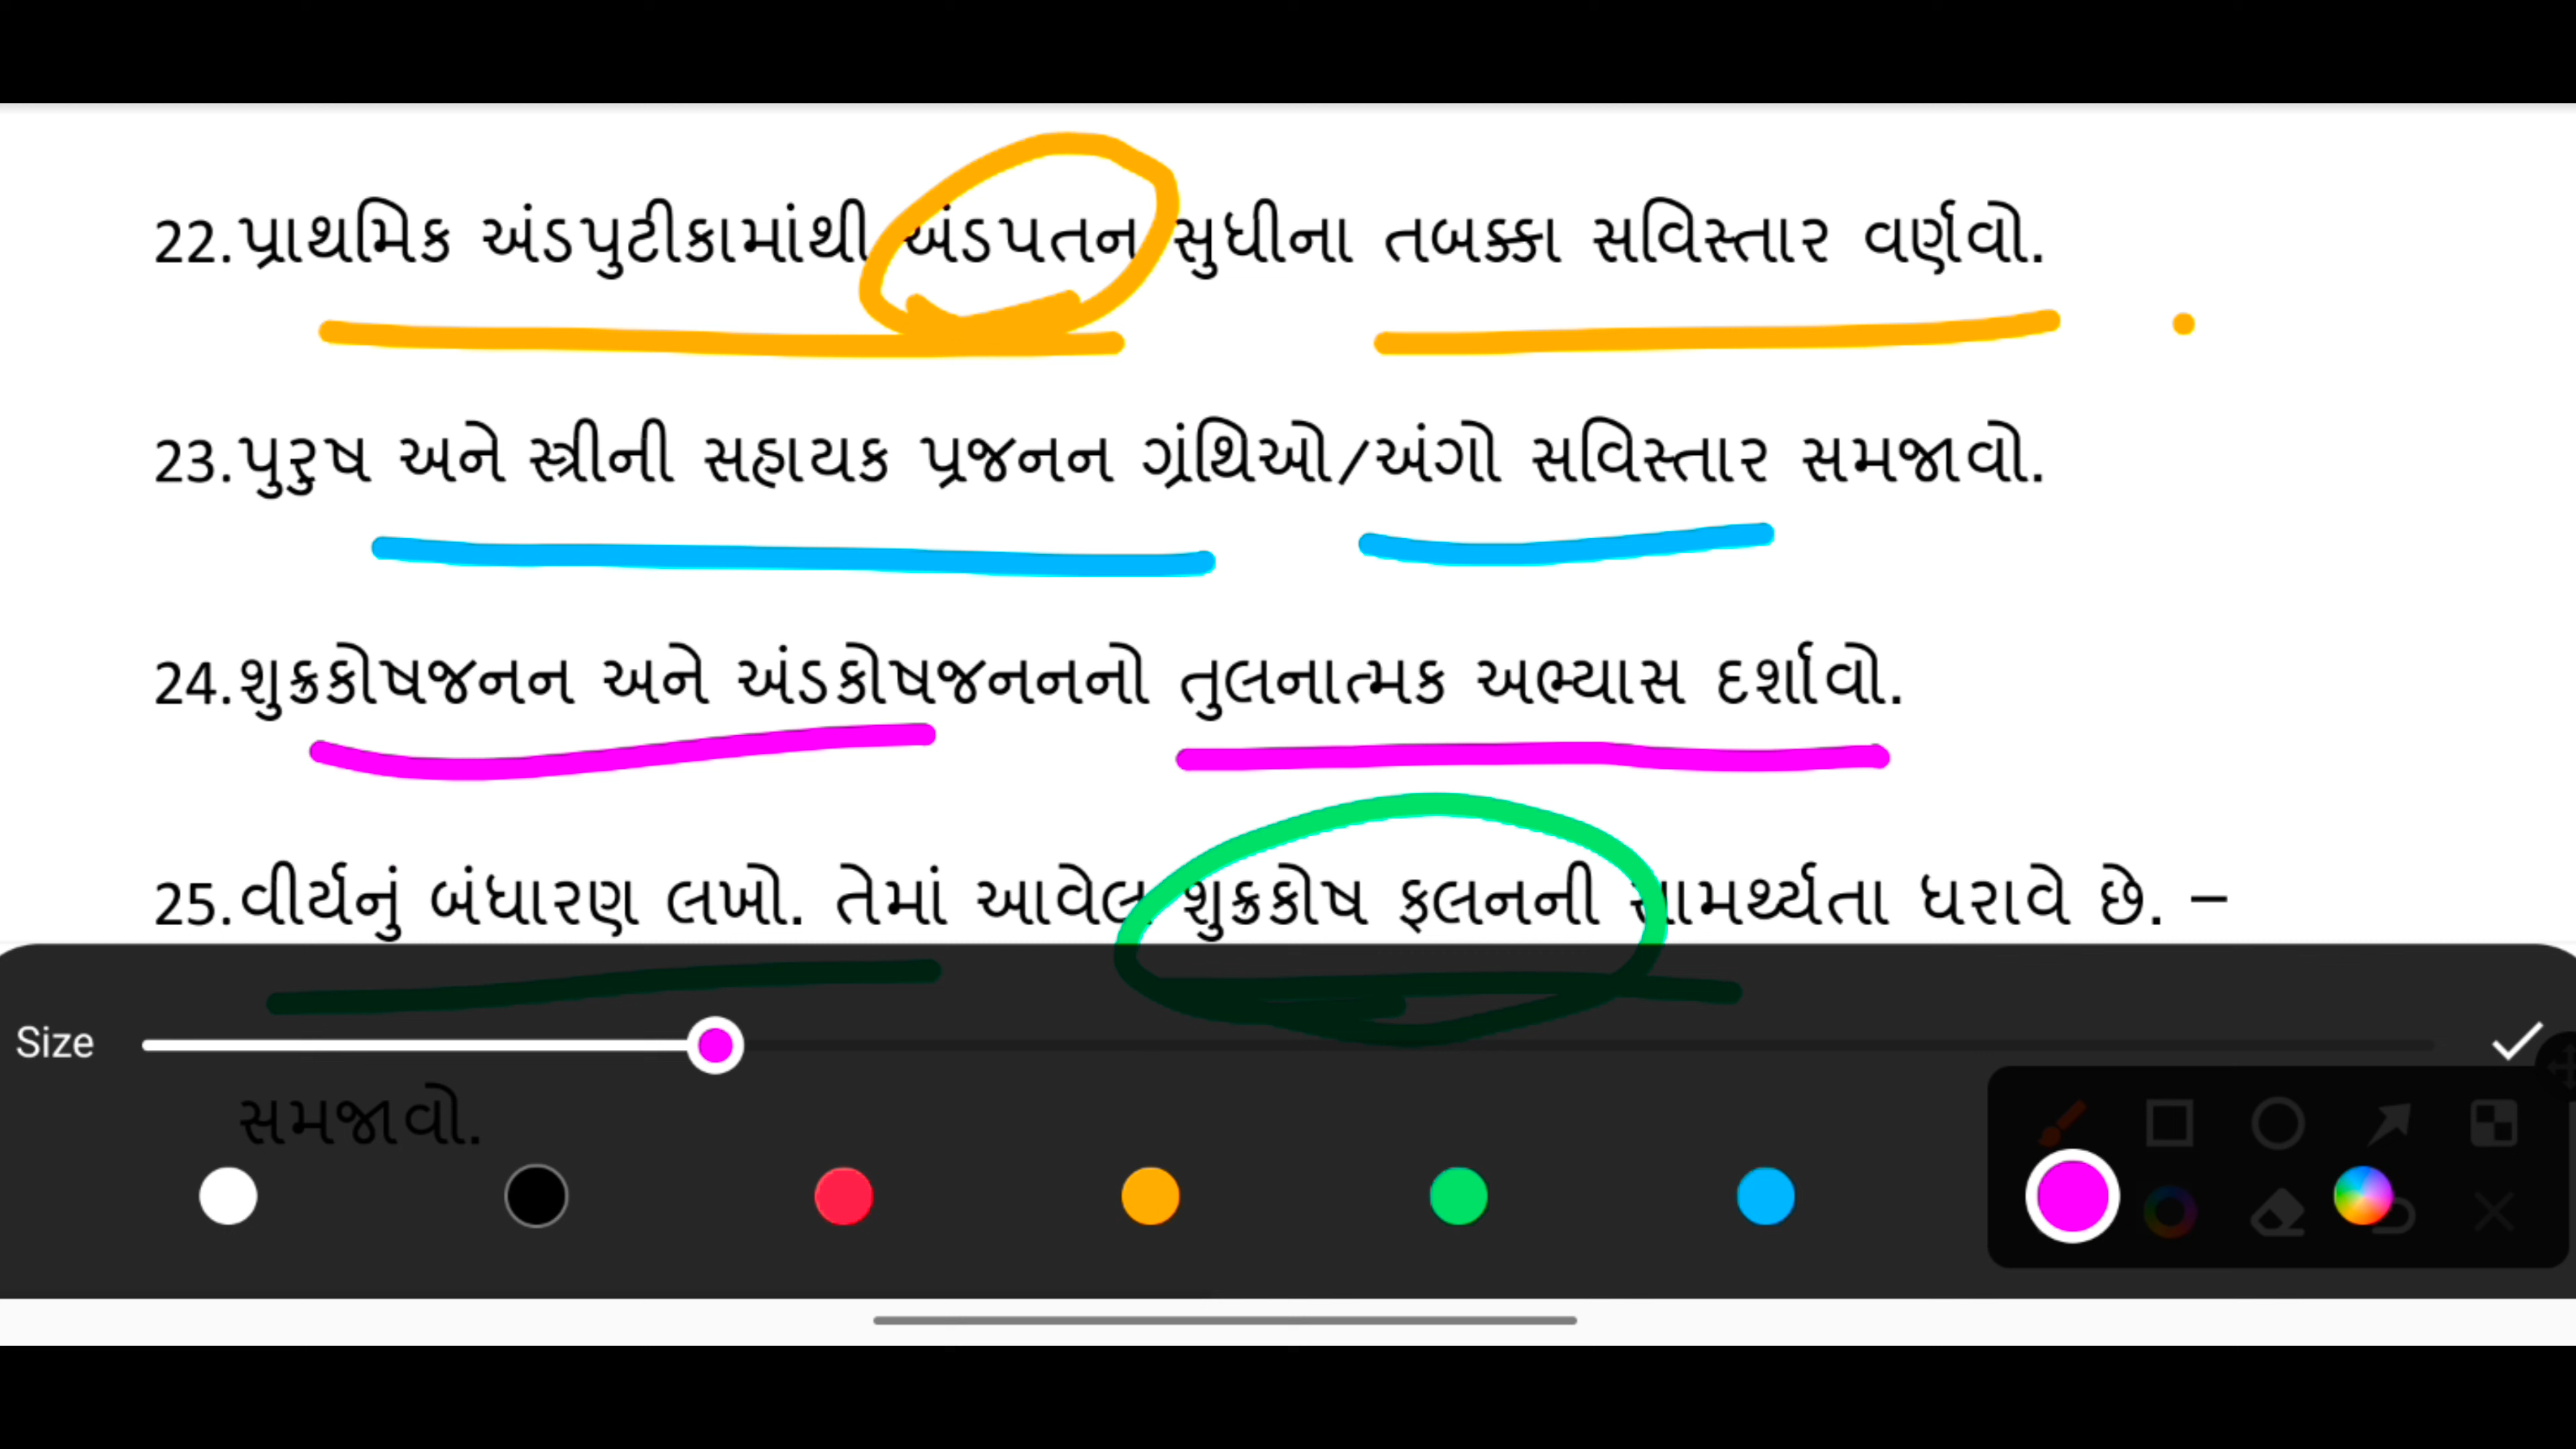 22.પ્રાથમિક અંડપુટીકામાંથી અંડપતન સુધીના તબક્કા સવિસ્તાર વર્ણવો.
23.પુરુષ અને સ્ત્રીની સહાયક પ્રજનન ગ્રંથિઓ/અંગો સવિસ્તાર સમજાવો.
24.શુક્રકોષજનન અને અંડકોષજનનનો તુલનાત્મક અભ્યાસ દર્શાવો.
25.વીર્યનું બંધારણ લખો. તેમાં આવેલ શુક્રકોષ ફલનની સામર્થ્યતા ધરાવે છે. –
Size
સમજાવો.